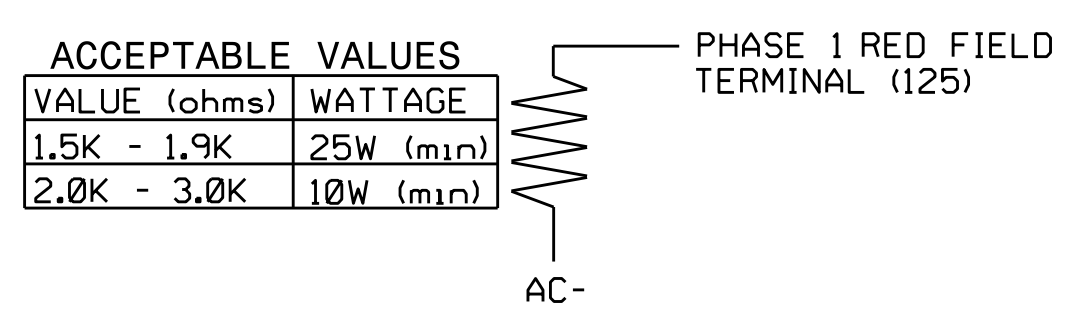 ACCEPTABLE VALUES
VALUE (ohms) WATTAGE
1.5K - 1.9K 25W (min)
2.0K - 3.0K 10W (min)
PHASE 1 RED FIELD
TERMINAL (125)
AC-